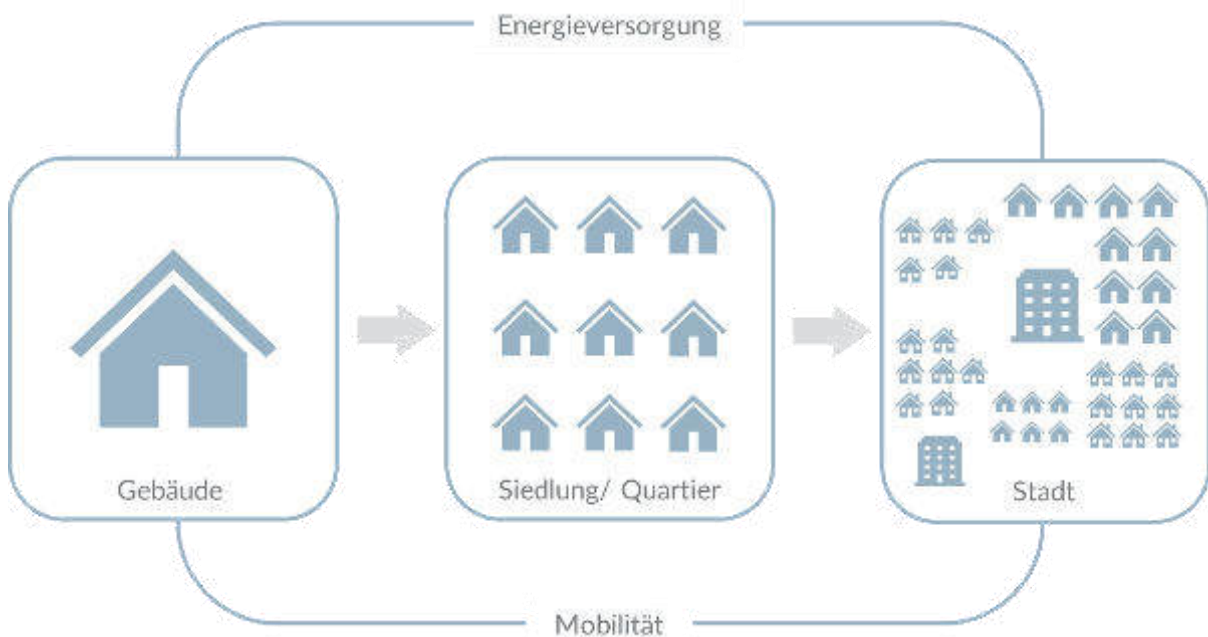 Energieversorgung
Gebäude
Siedlung/ Quartier
Stadt
Mobilität